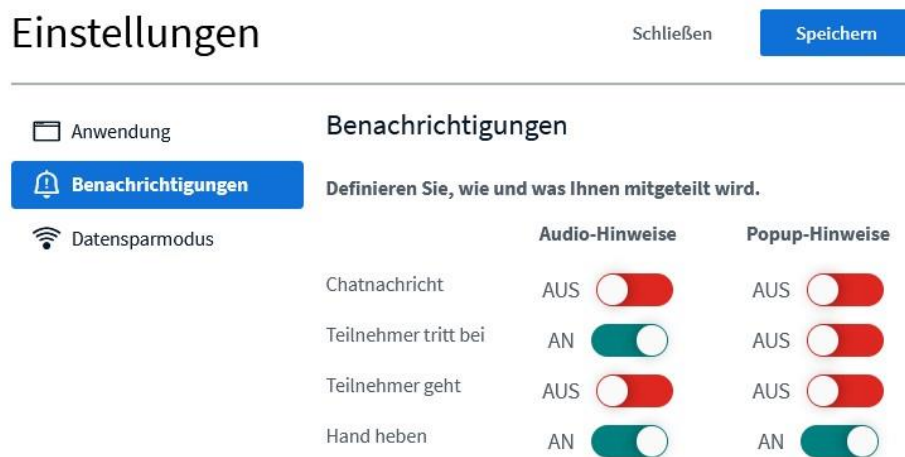 Einstellungen
Schließen
Speichern
Anwendung
Benachrichtigungen
Datensparmodus
Benachrichtigungen
Definieren Sie, wie und was Ihnen mitgeteilt wird.
Audio-Hinweise Popup-Hinweise
Chatnachricht AUS AUS
Teilnehmer tritt bei AN AUS
Teilnehmer geht AUS AUS
Hand heben AN AN